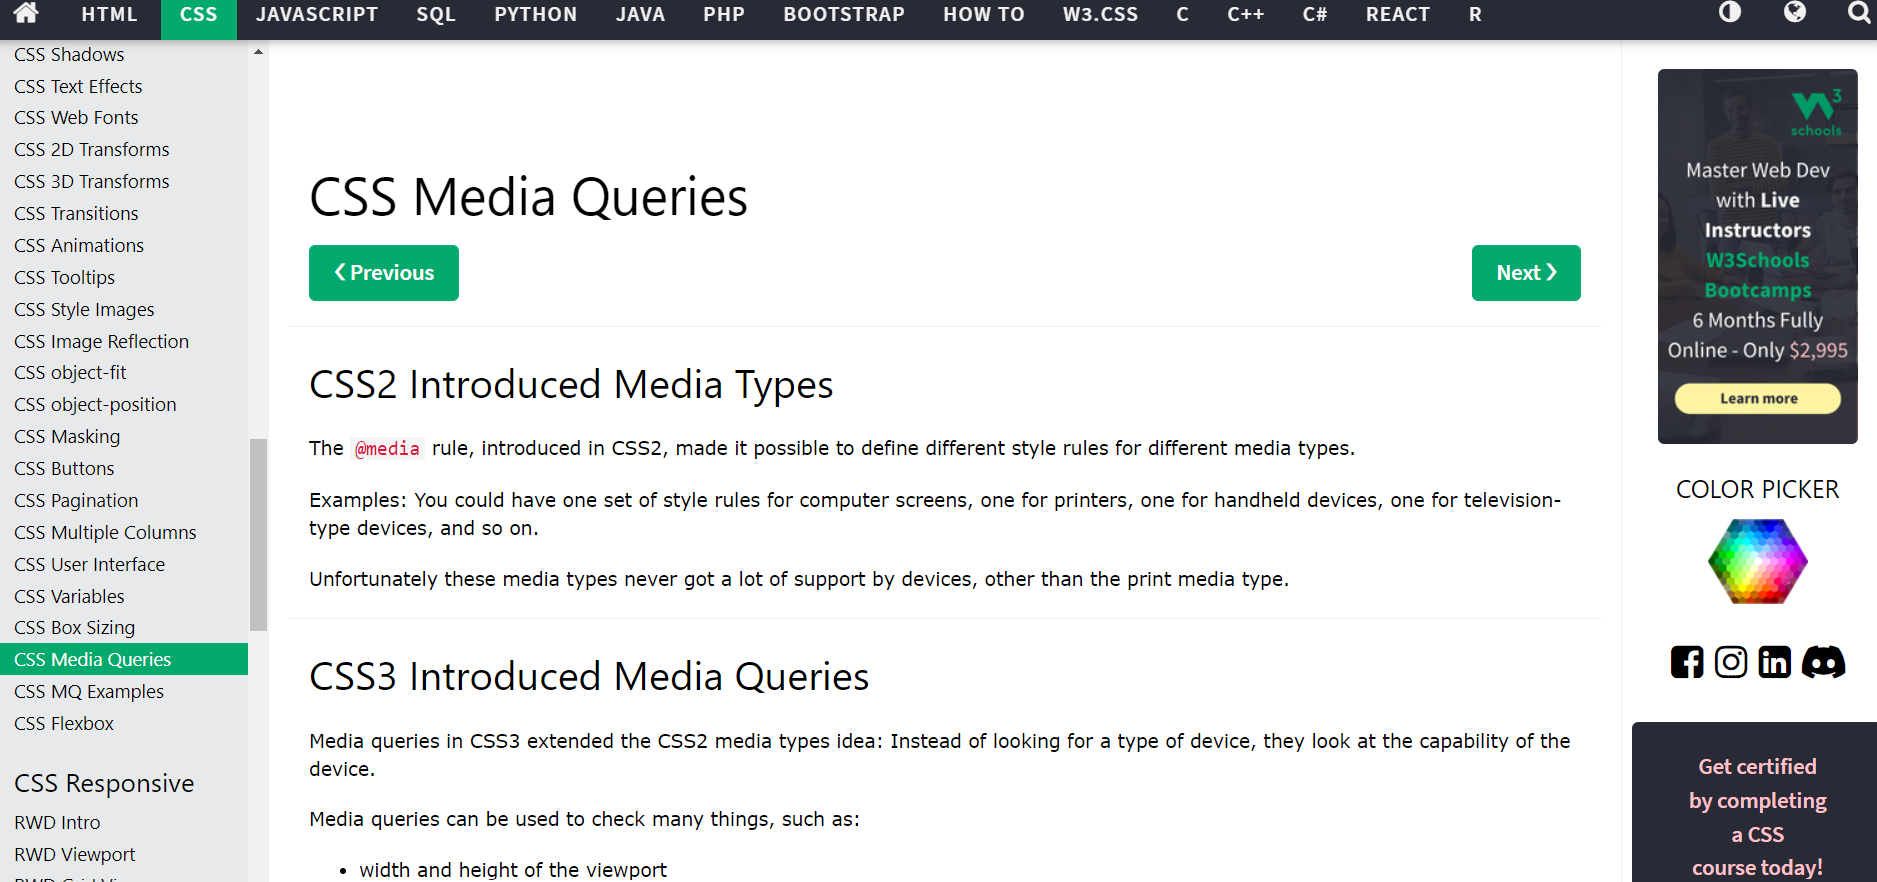 HTML CSS JAVASCRIPT SQL PYTHON JAVA PHP BOOTSTRAP HOW TO W3.CSS C C++ C# REACT R
CSS Shadows
CSS Text Effects
CSS Web Fonts
CSS 2D Transforms
CSS 3D Transforms
CSS Transitions
CSS Animations
CSS Tooltips
CSS Style Images
CSS Image Reflection
CSS object-fit
CSS object-position
CSS Masking
CSS Buttons
CSS Pagination
CSS Multiple Columns
CSS User Interface
CSS Variables
CSS Box Sizing
CSS Media Queries
CSS MQ Examples
CSS Flexbox
CSS Responsive
RWD Intro
RWD Viewport
CSS Media Queries
❮ Previous
Next ❯
CSS2 Introduced Media Types
The @media rule, introduced in CSS2, made it possible to define different style rules for different media types.
Examples: You could have one set of style rules for computer screens, one for printers, one for handheld devices, one for television-
type devices, and so on.
Unfortunately these media types never got a lot of support by devices, other than the print media type.
CSS3 Introduced Media Queries
Media queries in CSS3 extended the CSS2 media types idea: Instead of looking for a type of device, they look at the capability of the
device.
Media queries can be used to check many things, such as:
• width and height of the viewport
W3
schools
Master Web Dev
with Live
Instructors
W3Schools
Bootcamps
6 Months Fully
Online - Only $2,995
Learn more
COLOR PICKER
Get certified
by completing
a CSS
course today!